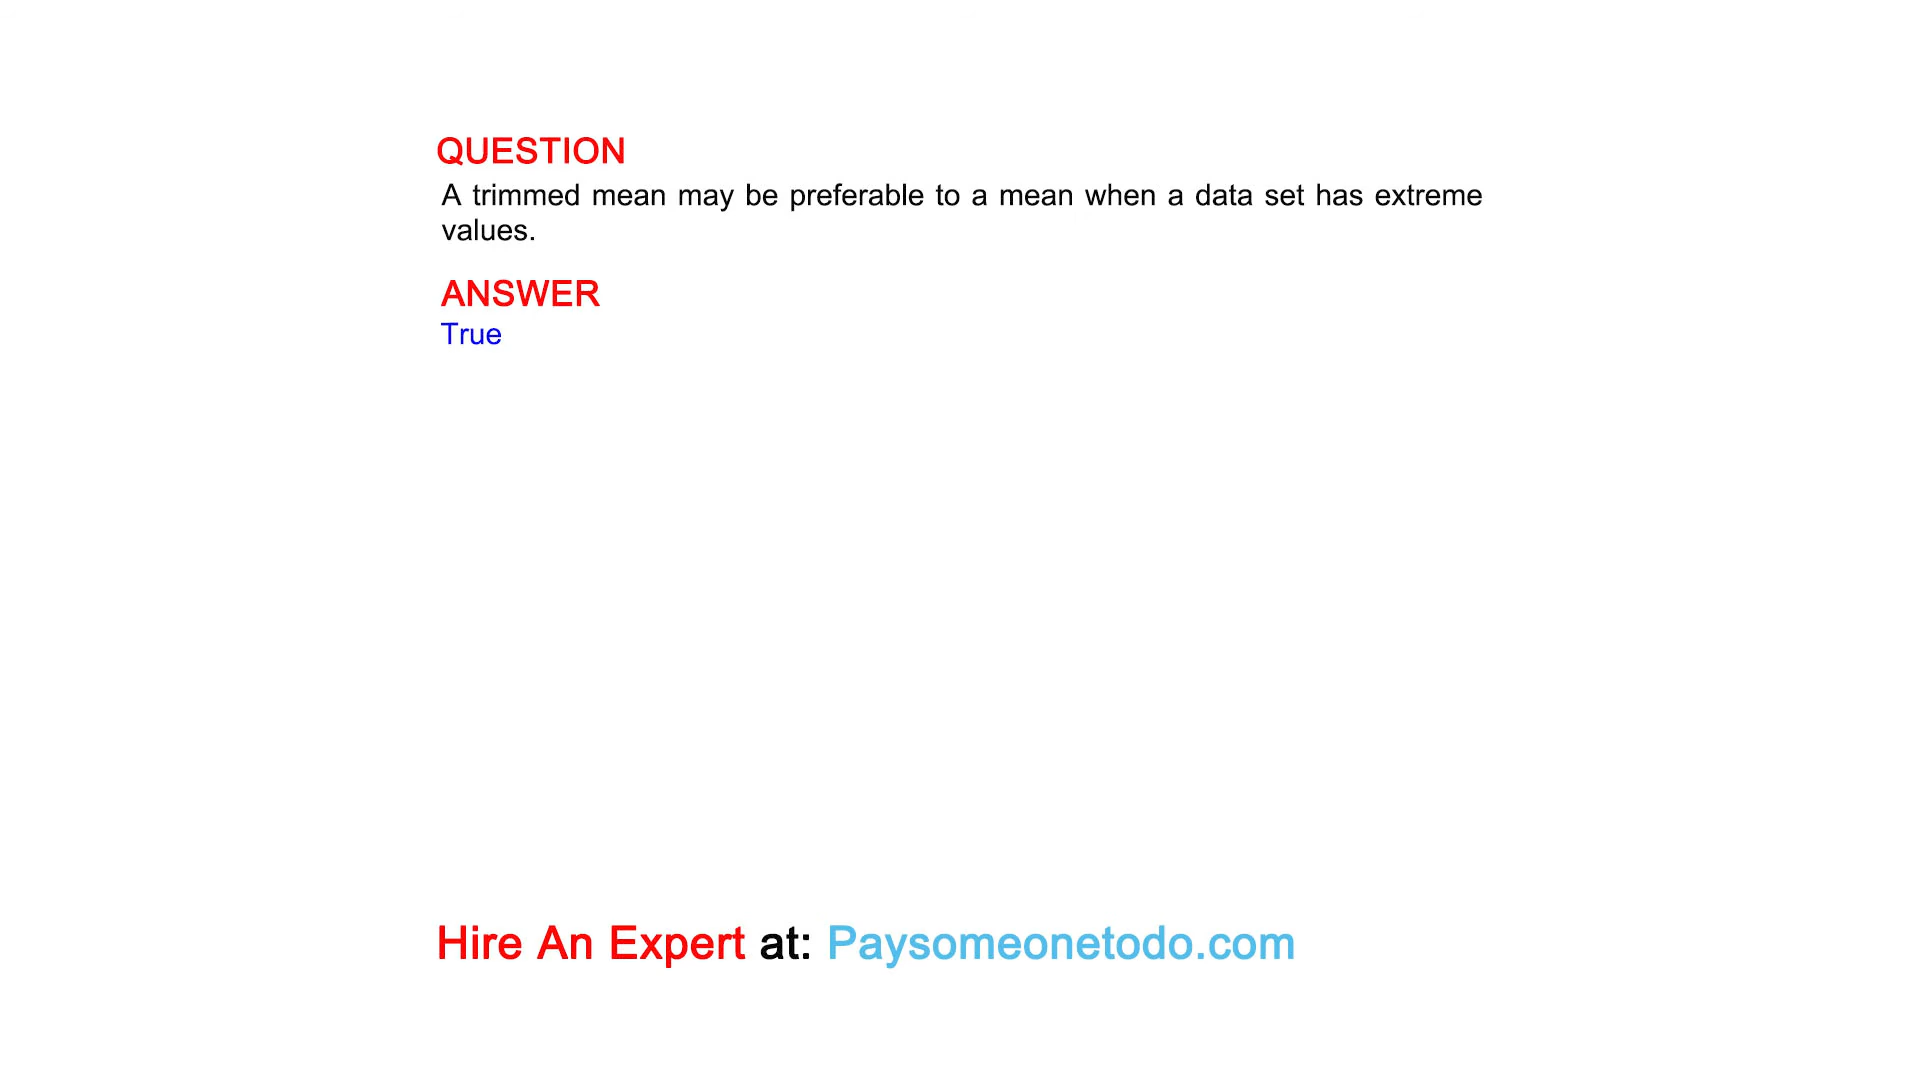 QUESTION
A trimmed mean may be preferable to a mean when a data set has extreme
values.
ANSWER
True
Hire An Expert at: Paysomeonetodo.com